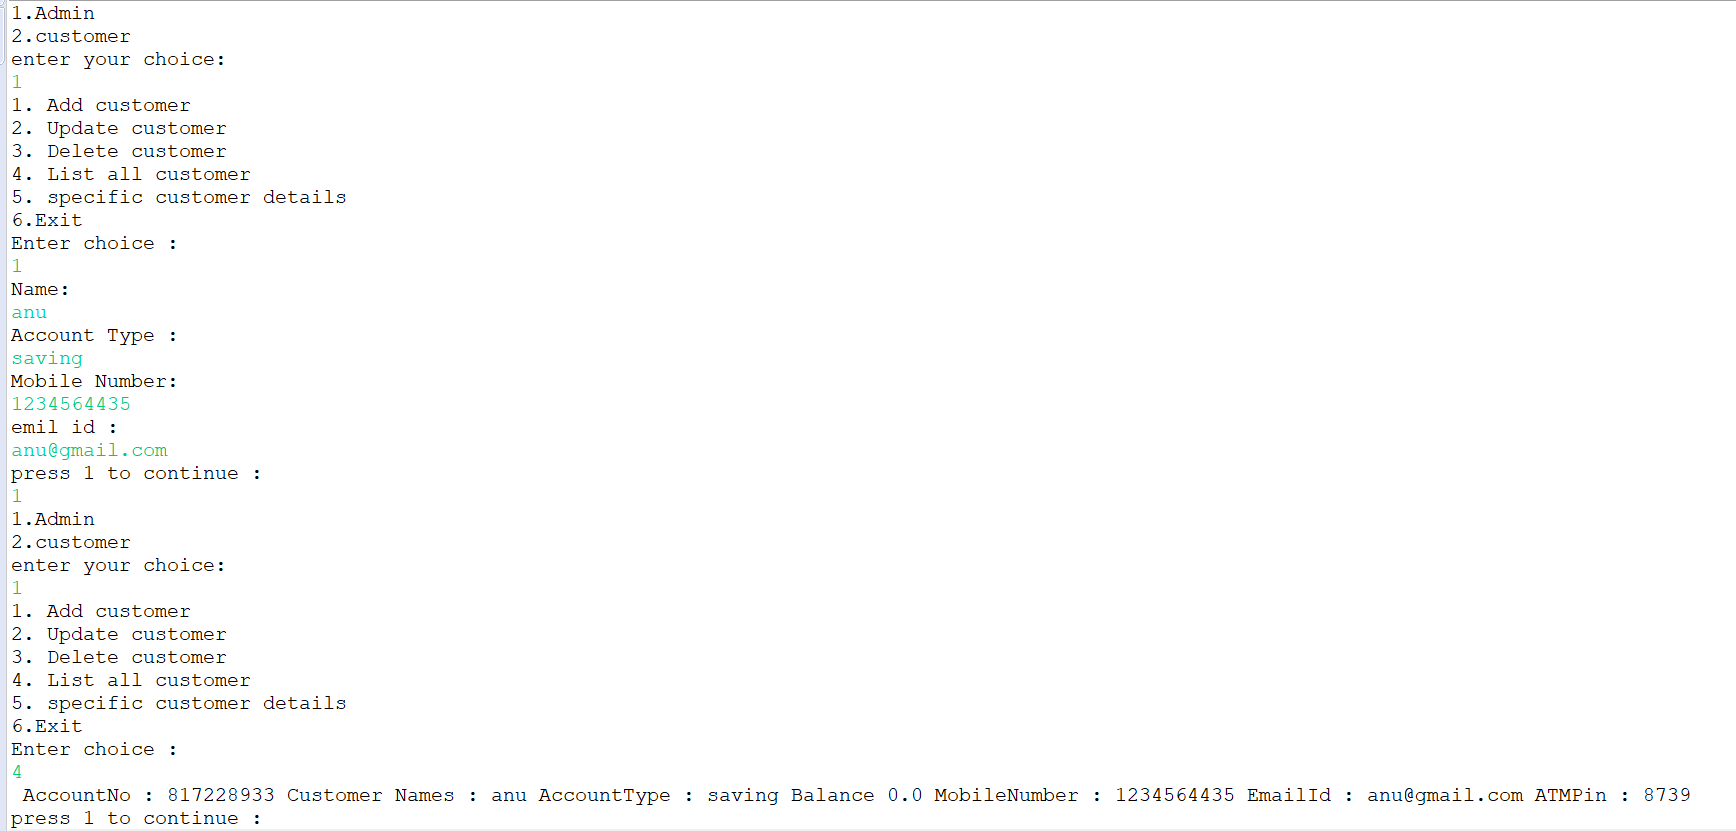 1.Admin
2.customer
enter your choice:
1
1. Add customer
2. Update customer
3. Delete customer
4. List all customer
5. specific customer details
6.Exit
Enter choice :
1
Name:
anu
Account Type :
saving
Mobile Number:
1234564435
emil id :
anu@gmail.com
press 1 to continue :
1
1.Admin
2.customer
enter your choice:
1
1. Add customer
2. Update customer
3. Delete customer
4. List all customer
5. specific customer details
6.Exit
Enter choice :
4
AccountNo : 817228933 Customer Names : anu AccountType : saving Balance 0.0 MobileNumber : 1234564435 EmailId : anu@gmail.com ATMPin : 8739
press 1 to continue :